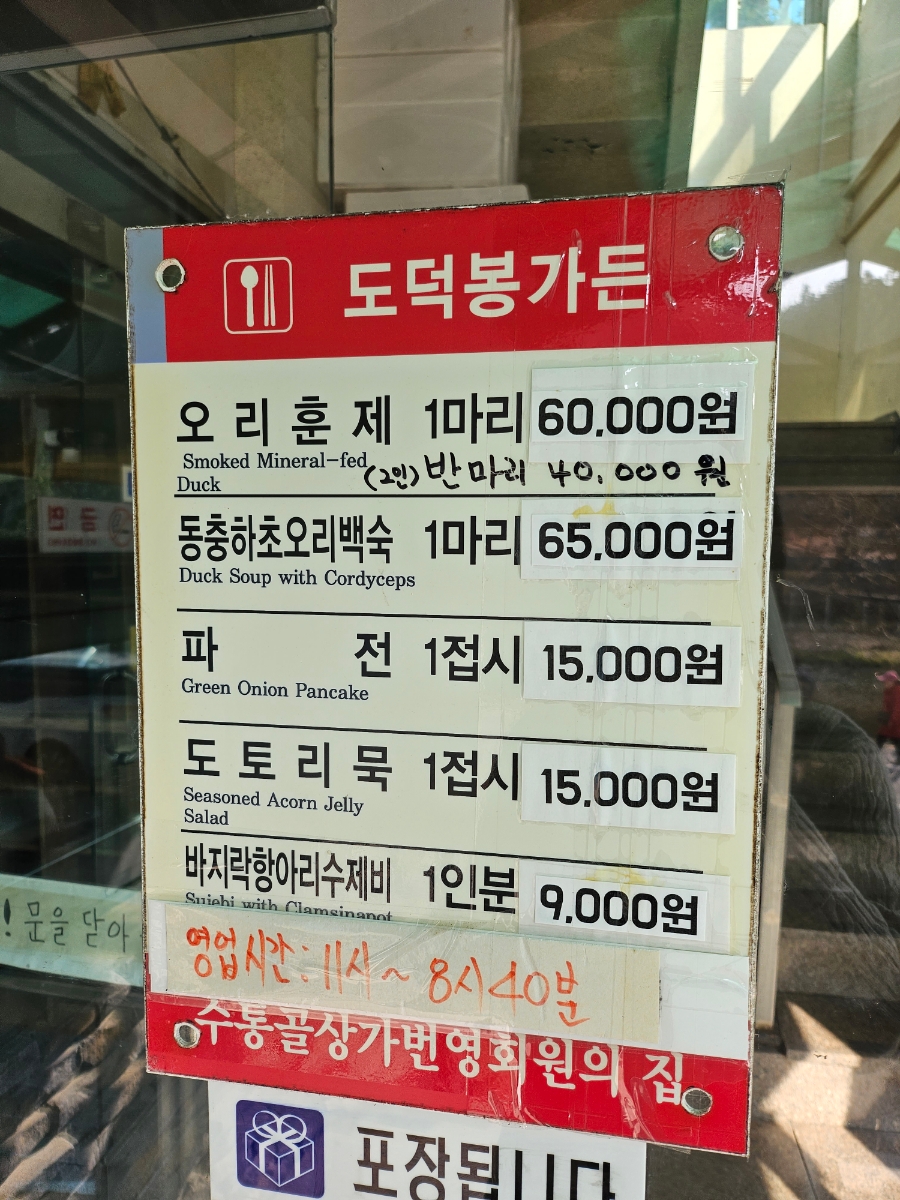 도덕봉가든
오리훈제 1마리 60,000원
Smoked Mineral-fed
Duck
(2인) 반마리 40,000원
동충하초오리백숙 1마리 65,000원
Duck Soup with Cordyceps
파 전 1접시 15,000원
Green Onion Pancake
도토리묵 1접시 15,000원
Seasoned Acorn Jelly
Salad
바지락항아리수제비 1인분 9,000원
Sujebi with Clamsinapot
영업시간: 11시 ~ 8시40분
수통골상가번영회원의 집
포장됩니다
! 문을 닫아